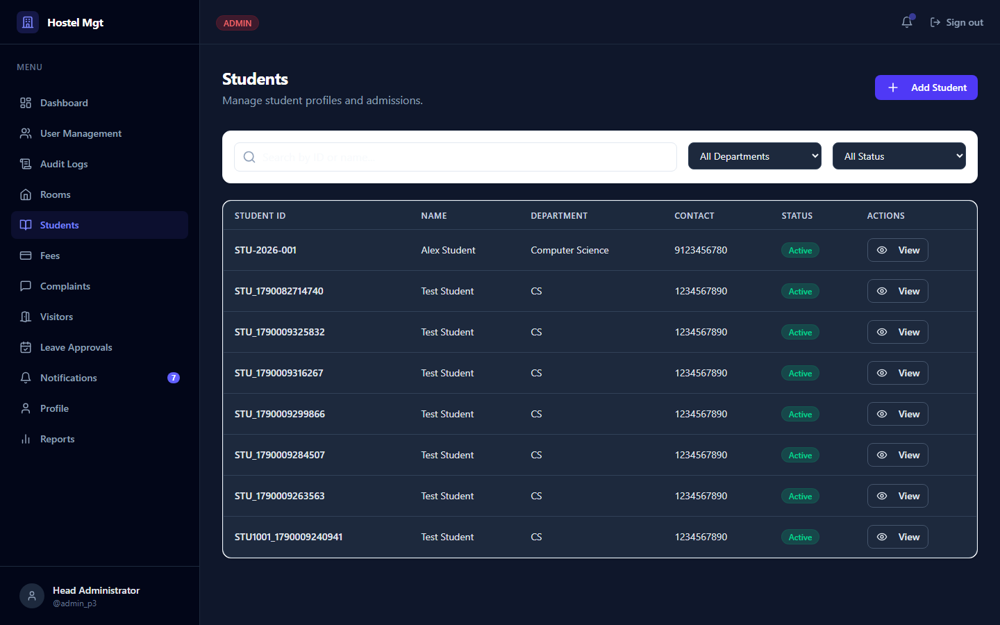 Hostel Mgt
ADMIN
Sign out
MENU
Dashboard
User Management
Audit Logs
Rooms
Students
Fees
Complaints
Visitors
Leave Approvals
Notifications 7
Profile
Reports
Head Administrator
@admin_p3
Students
Manage student profiles and admissions.
Add Student
Search by ID or name...
All Departments
All Status
STUDENT ID NAME DEPARTMENT CONTACT STATUS ACTIONS
STU-2026-001 Alex Student Computer Science 9123456780 Active View
STU_1790082714740 Test Student CS 1234567890 Active View
STU_1790009325832 Test Student CS 1234567890 Active View
STU_1790009316267 Test Student CS 1234567890 Active View
STU_1790009299866 Test Student CS 1234567890 Active View
STU_1790009284507 Test Student CS 1234567890 Active View
STU_1790009263563 Test Student CS 1234567890 Active View
STU1001_1790009240941 Test Student CS 1234567890 Active View